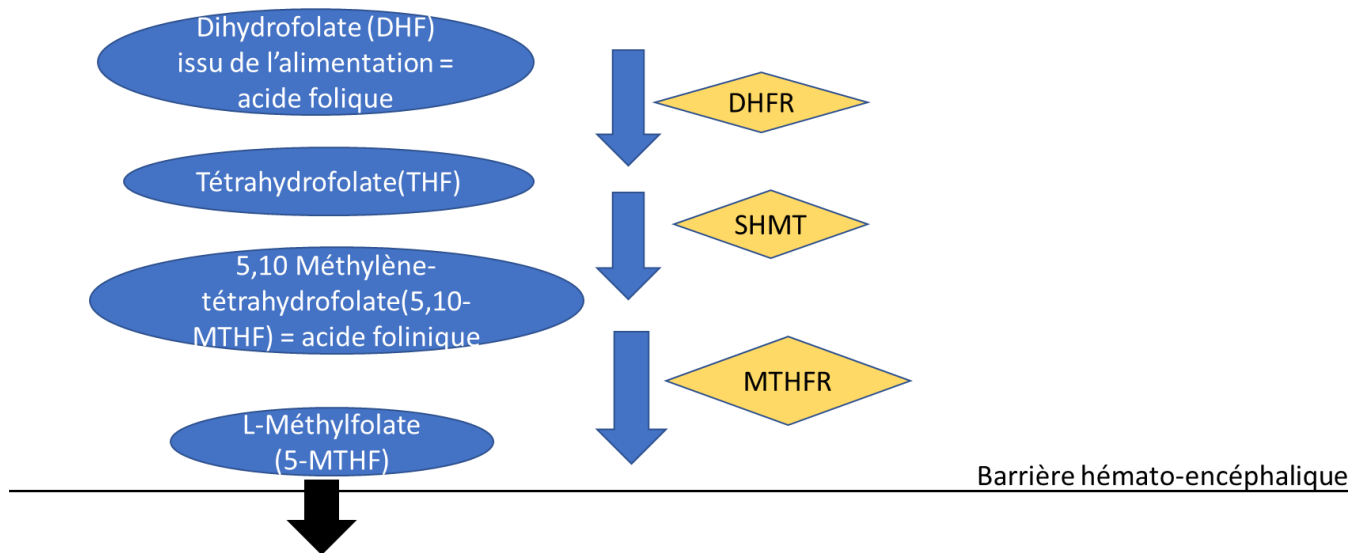 Dihydrofolate (DHF)
issu de l'alimentation =
acide folique
DHFR
Tétrahydrofolate(THF)
SHMT
5,10 Méthylène-
tétrahydrofolate(5,10-
MTHF) = acide folinique
MTHFR
L-Méthylfolate
(5-MTHF)
Barrière hémato-encéphalique